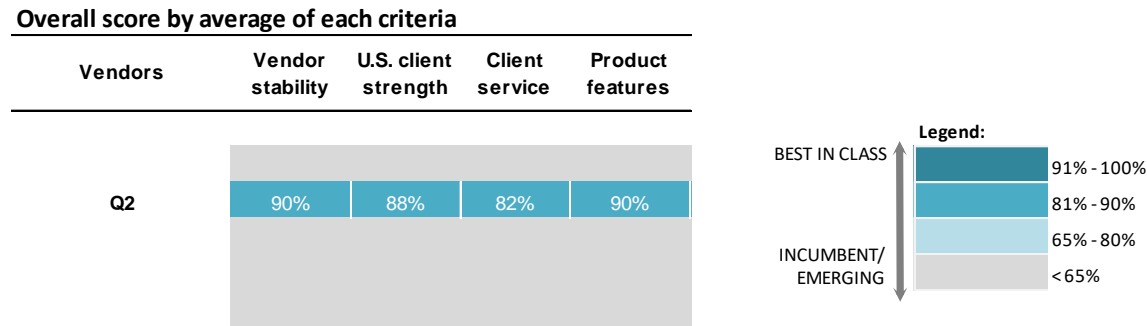 Overall score by average of each criteria
Vendors
Vendor stability
U.S. client strength
Client service
Product features
Q2
90%
88%
82%
90%
Legend:
BEST IN CLASS
INCUMBENT/
EMERGING
91% - 100%
81% - 90%
65% - 80%
<65%